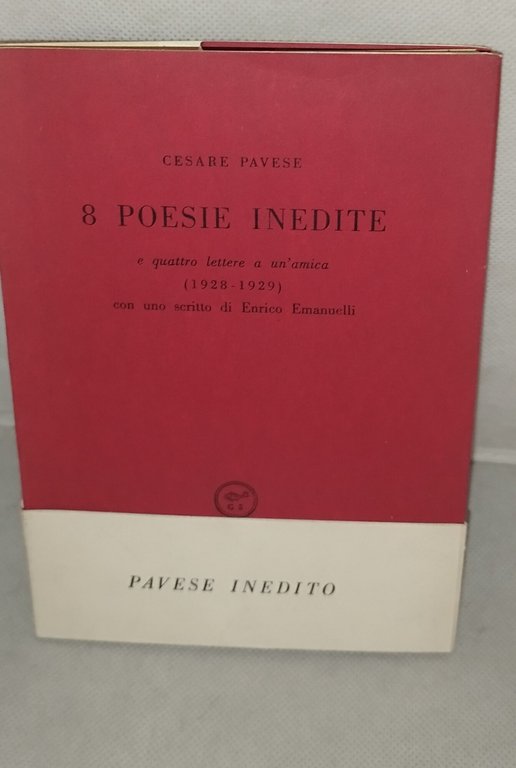 CESARE PAVESE
8 POESIE INEDITE
e quattro lettere a un'amica
(1928-1929)
con uno scritto di Enrico Emanuelli
PAVESE INEDITO